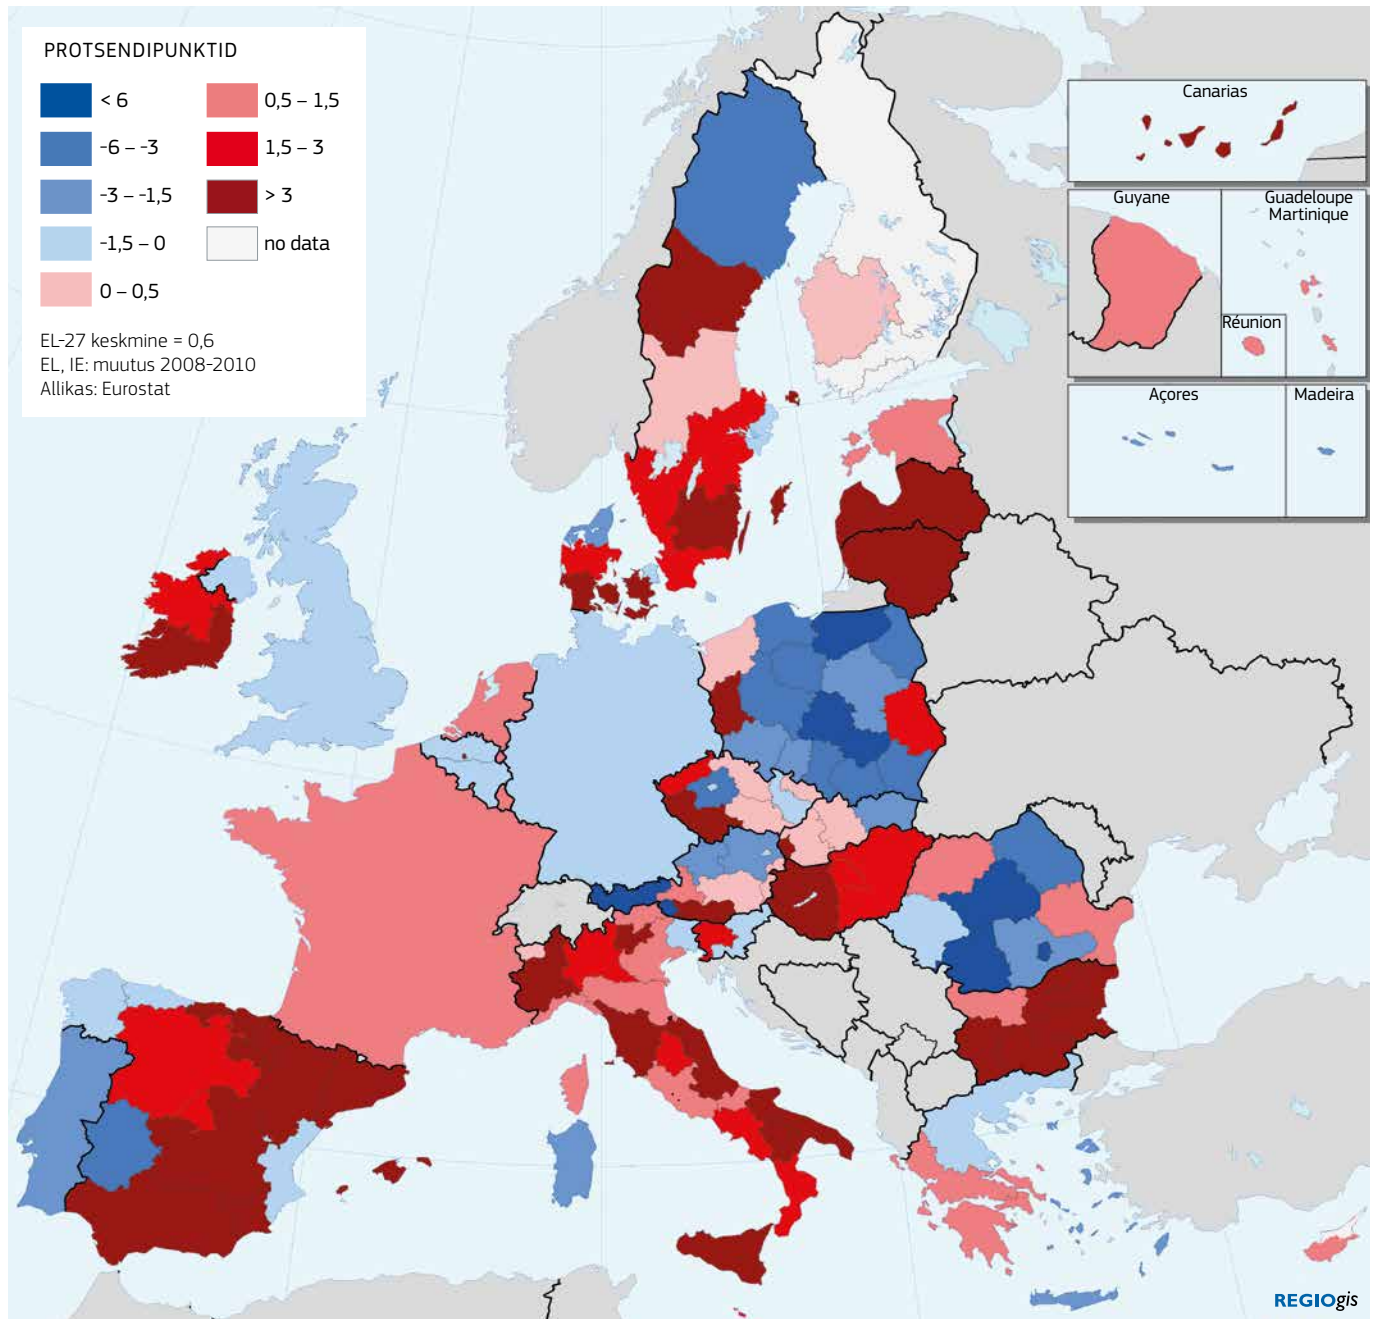 PROTSENDIPUNKTID
< 6
-6 – -3
-3 – -1,5
-1,5 – 0
0 – 0,5
0,5 – 1,5
1,5 – 3
> 3
no data
EL-27 keskmine = 0,6
EL, IE: muutus 2008-2010
Allikas: Eurostat
Canarias
Guyane
Guadeloupe
Martinique
Réunion
Açores
Madeira
REGIOgis